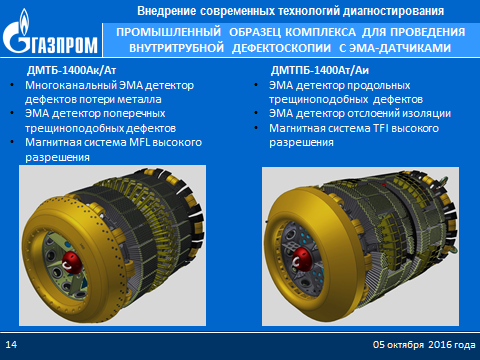 Внедрение современных технологий диагностирования
ГАЗПРОМ
ПРОМЫШЛЕННЫЙ ОБРАЗЕЦ КОМПЛЕКСА ДЛЯ ПРОВЕДЕНИЯ
ВНУТРИТРУБНОЙ ДЕФЕКТОСКОПИИ С ЭМА-ДАТЧИКАМИ
ДМТБ-1400Ак/Ат
• Многоканальный ЭМА детектор
дефектов потери металла
• ЭМА детектор поперечных
трещиноподобных дефектов
• Магнитная система MFL высокого
разрешения
ДМТПБ-1400Ат/Аи
• ЭМА детектор продольных
трещиноподобных дефектов
• ЭМА детектор отслоений изоляции
• Магнитная система TFI высокого
разрешения
14
05 октября 2016 года